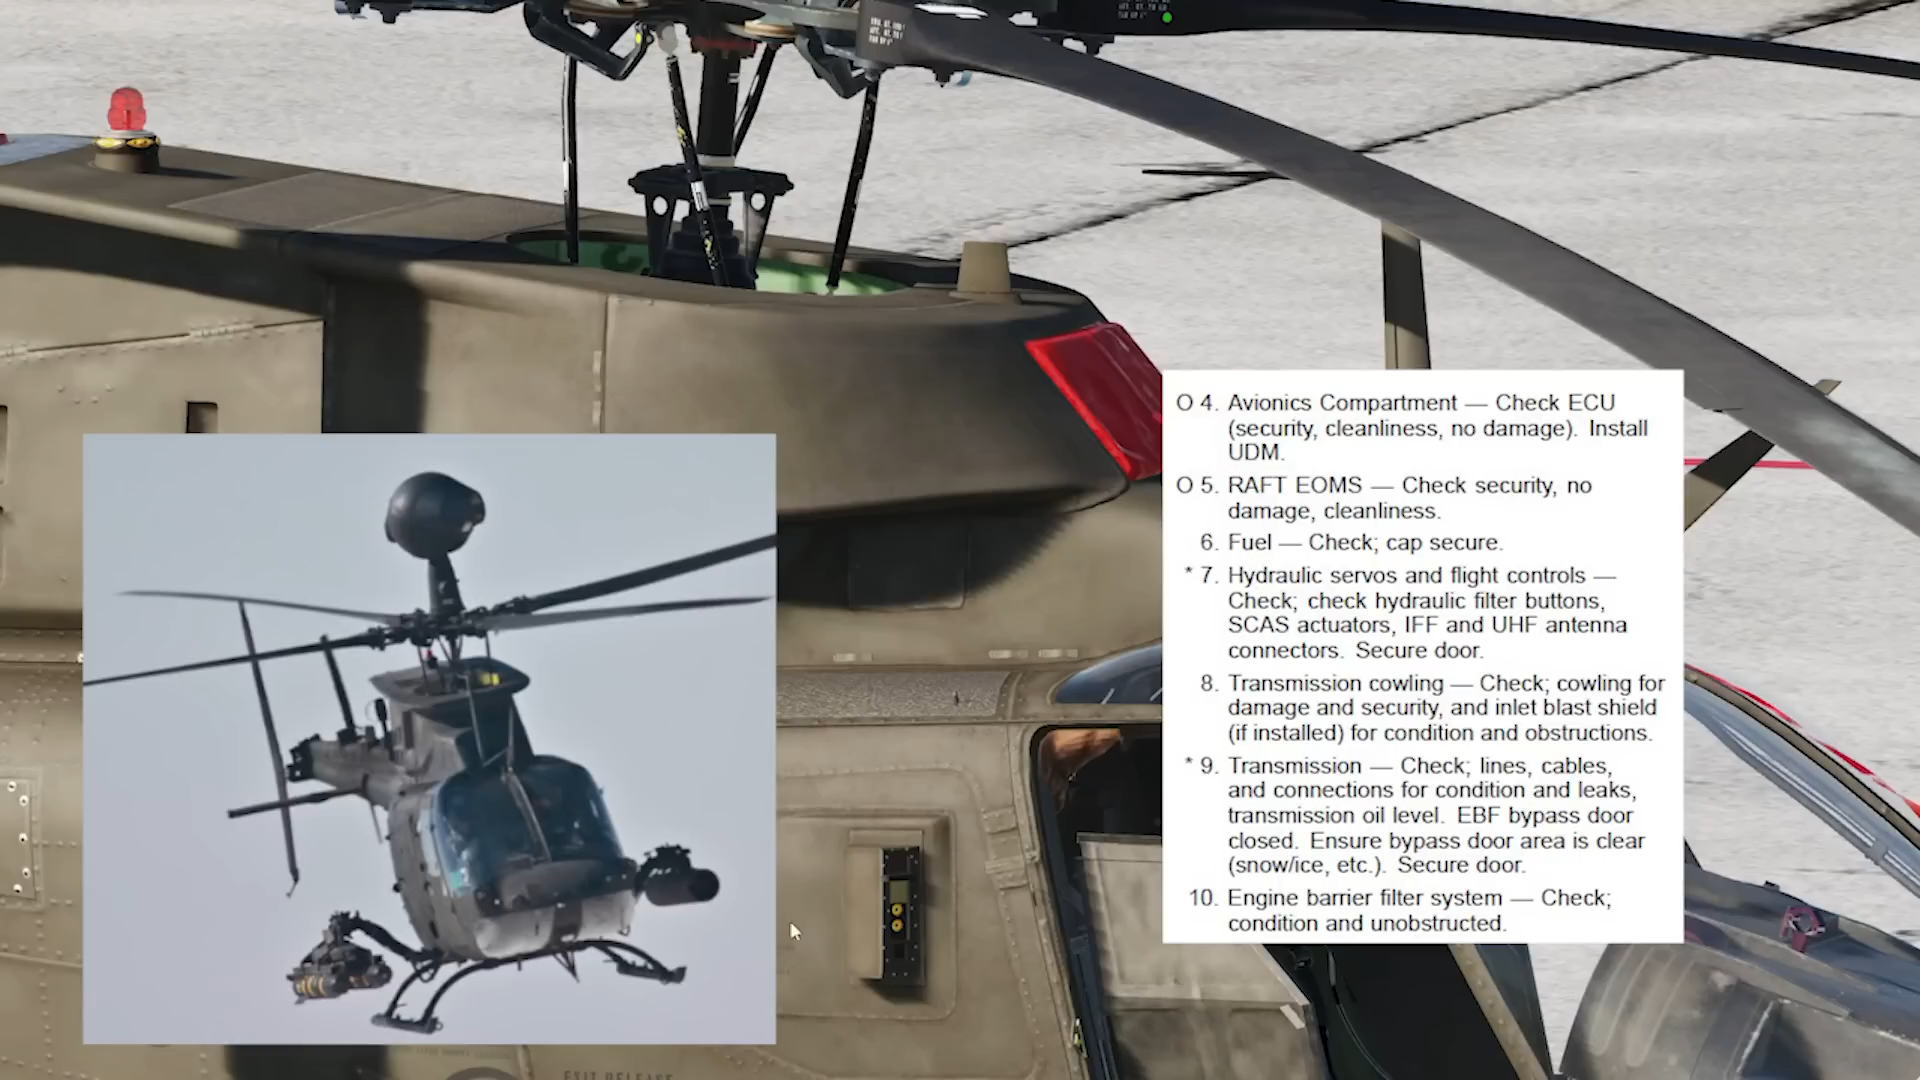 O 4. Avionics Compartment — Check ECU
(security, cleanliness, no damage). Install
UDM.
O 5. RAFT EOMS — Check security, no
damage, cleanliness.
6. Fuel — Check; cap secure.
* 7. Hydraulic servos and flight controls —
Check; check hydraulic filter buttons,
SCAS actuators, IFF and UHF antenna
connectors. Secure door.
8. Transmission cowling — Check; cowling for
damage and security, and inlet blast shield
(if installed) for condition and obstructions.
* 9. Transmission — Check; lines, cables,
and connections for condition and leaks,
transmission oil level. EBF bypass door
closed. Ensure bypass door area is clear
(snow/ice, etc.). Secure door.
10. Engine barrier filter system — Check;
condition and unobstructed.
EXIT RELEASE